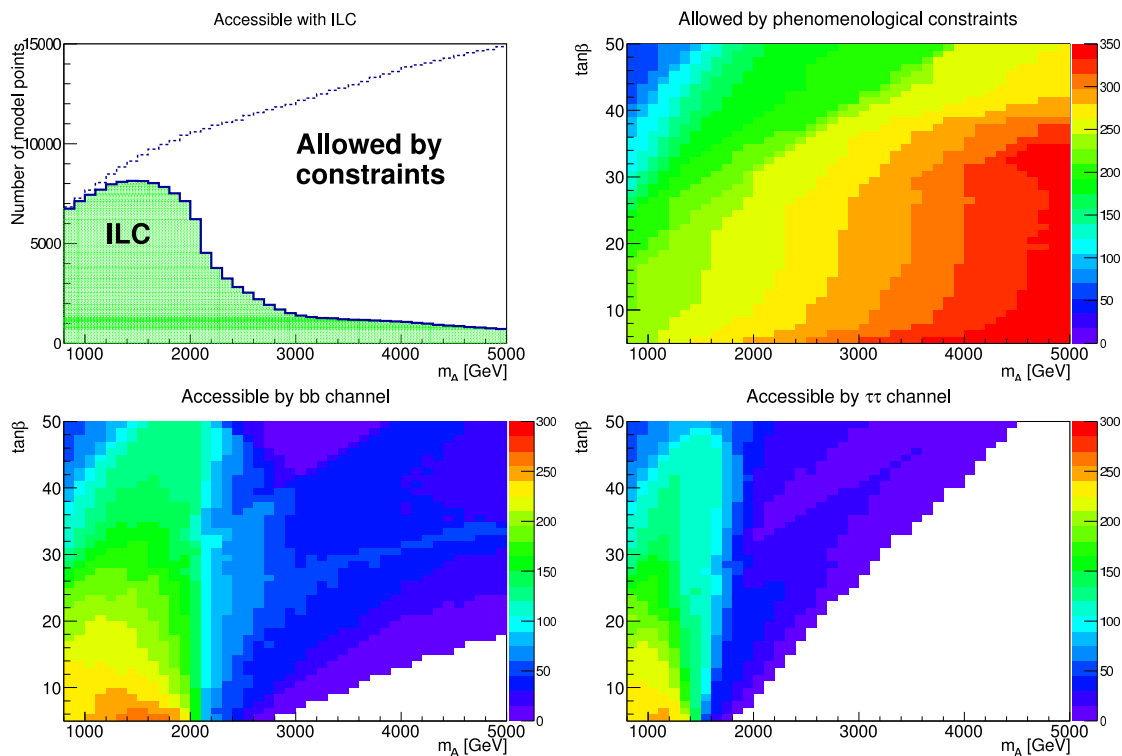 Accessible with ILC
Number of model points
15000
10000
5000
0
Allowed by
constraints
ILC
1000 2000 3000 4000 5000
m_A [GeV]
Allowed by phenomenological constraints
tanβ
50
40
30
20
10
1000 2000 3000 4000 5000
m_A [GeV]
350
300
250
200
150
100
50
0
Accessible by bb channel
tanβ
50
40
30
20
10
1000 2000 3000 4000 5000
m_A [GeV]
300
250
200
150
100
50
0
Accessible by ττ channel
tanβ
50
40
30
20
10
1000 2000 3000 4000 5000
m_A [GeV]
300
250
200
150
100
50
0